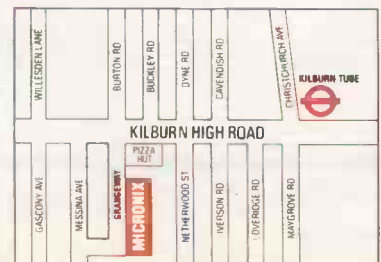 WILLESDEN LANE
BURTON RD
BUCKLEY RD
DYNE RD
CAVENDISH RD
CHRISTCHURCH AVE
KILBURN TUBE
KILBURN HIGH ROAD
PIZZA
HUT
GASCONY AVE
MESSINA AVE
GRANGEWAY
MICRONIX
NETHERWOOD ST
IVERSON RD
LOVERIDGE RD
MAYGROVE RD